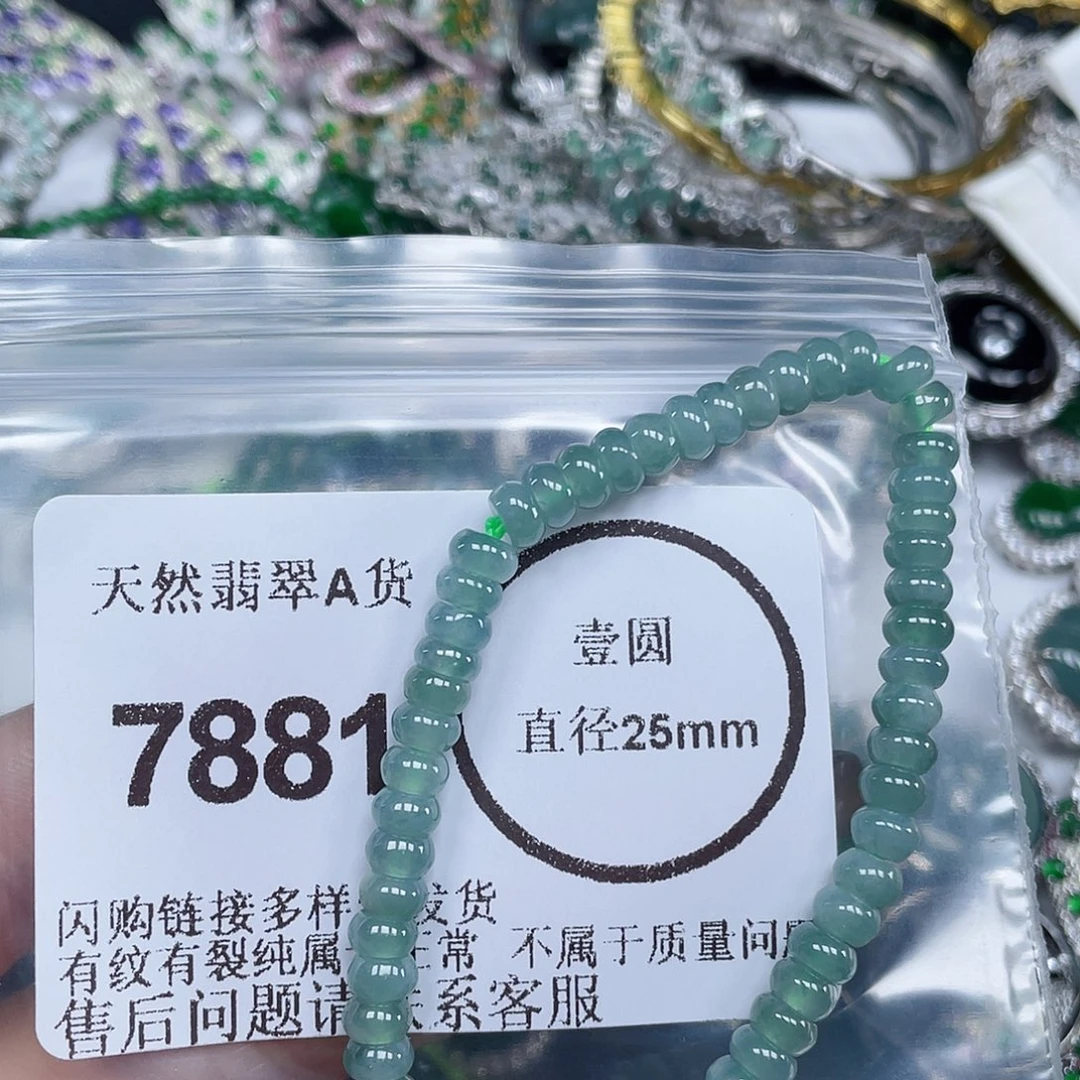 天然翡翠A货
壹圆
7881
直径25mm
闪购链接多样 发货
有纹有裂纯属 正常 不属于质量问题
售后问题请 系客服